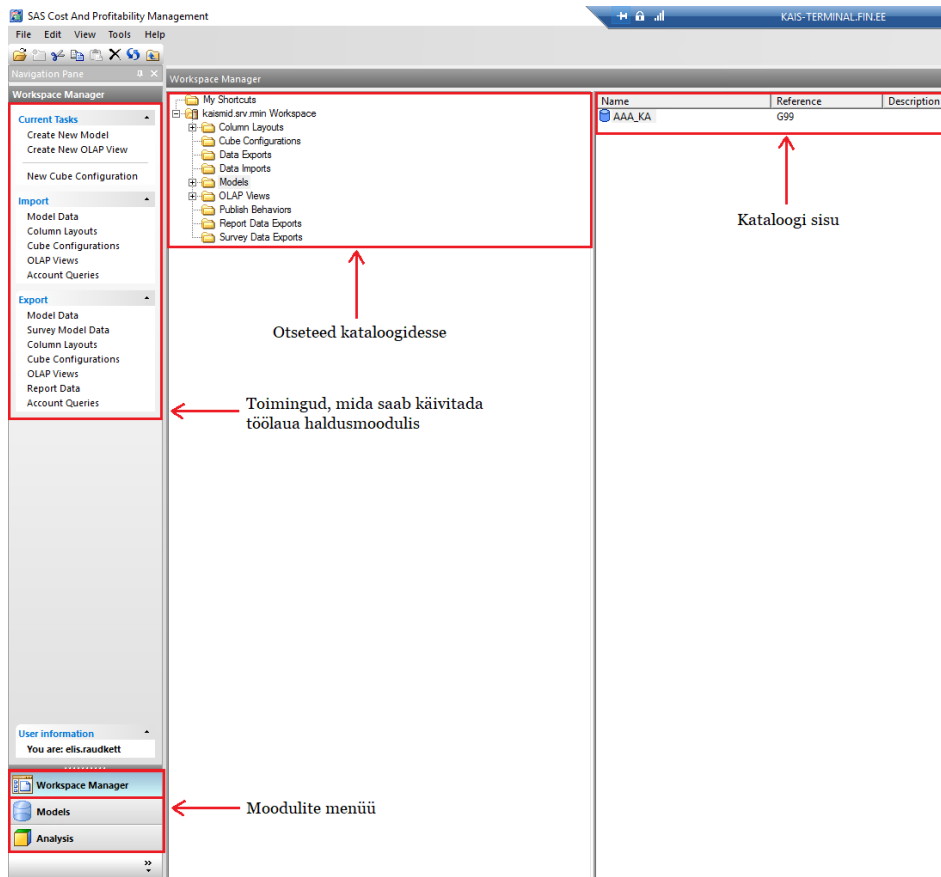 SAS Cost And Profitability Management
KAIS-TERMINAL.FIN.EE
File Edit View Tools Help
Navigation Pane
Workspace Manager
Workspace Manager
Current Tasks
Create New Model
Create New OLAP View
New Cube Configuration
Import
Model Data
Column Layouts
Cube Configurations
OLAP Views
Account Queries
Export
Model Data
Survey Model Data
Column Layouts
Cube Configurations
OLAP Views
Report Data
Account Queries
My Shortcuts
kaismid.srv.min Workspace
Column Layouts
Cube Configurations
Data Exports
Data Imports
Models
OLAP Views
Publish Behaviors
Report Data Exports
Survey Data Exports
Name Reference Description
AAA_KA G99
Kataloogi sisu
Otseteed kataloogidesse
Toimingud, mida saab käivitada
töölaua haldusmoodulis
User information
You are: elis.raudkett
Workspace Manager
Models
Analysis
Moodulite menüü